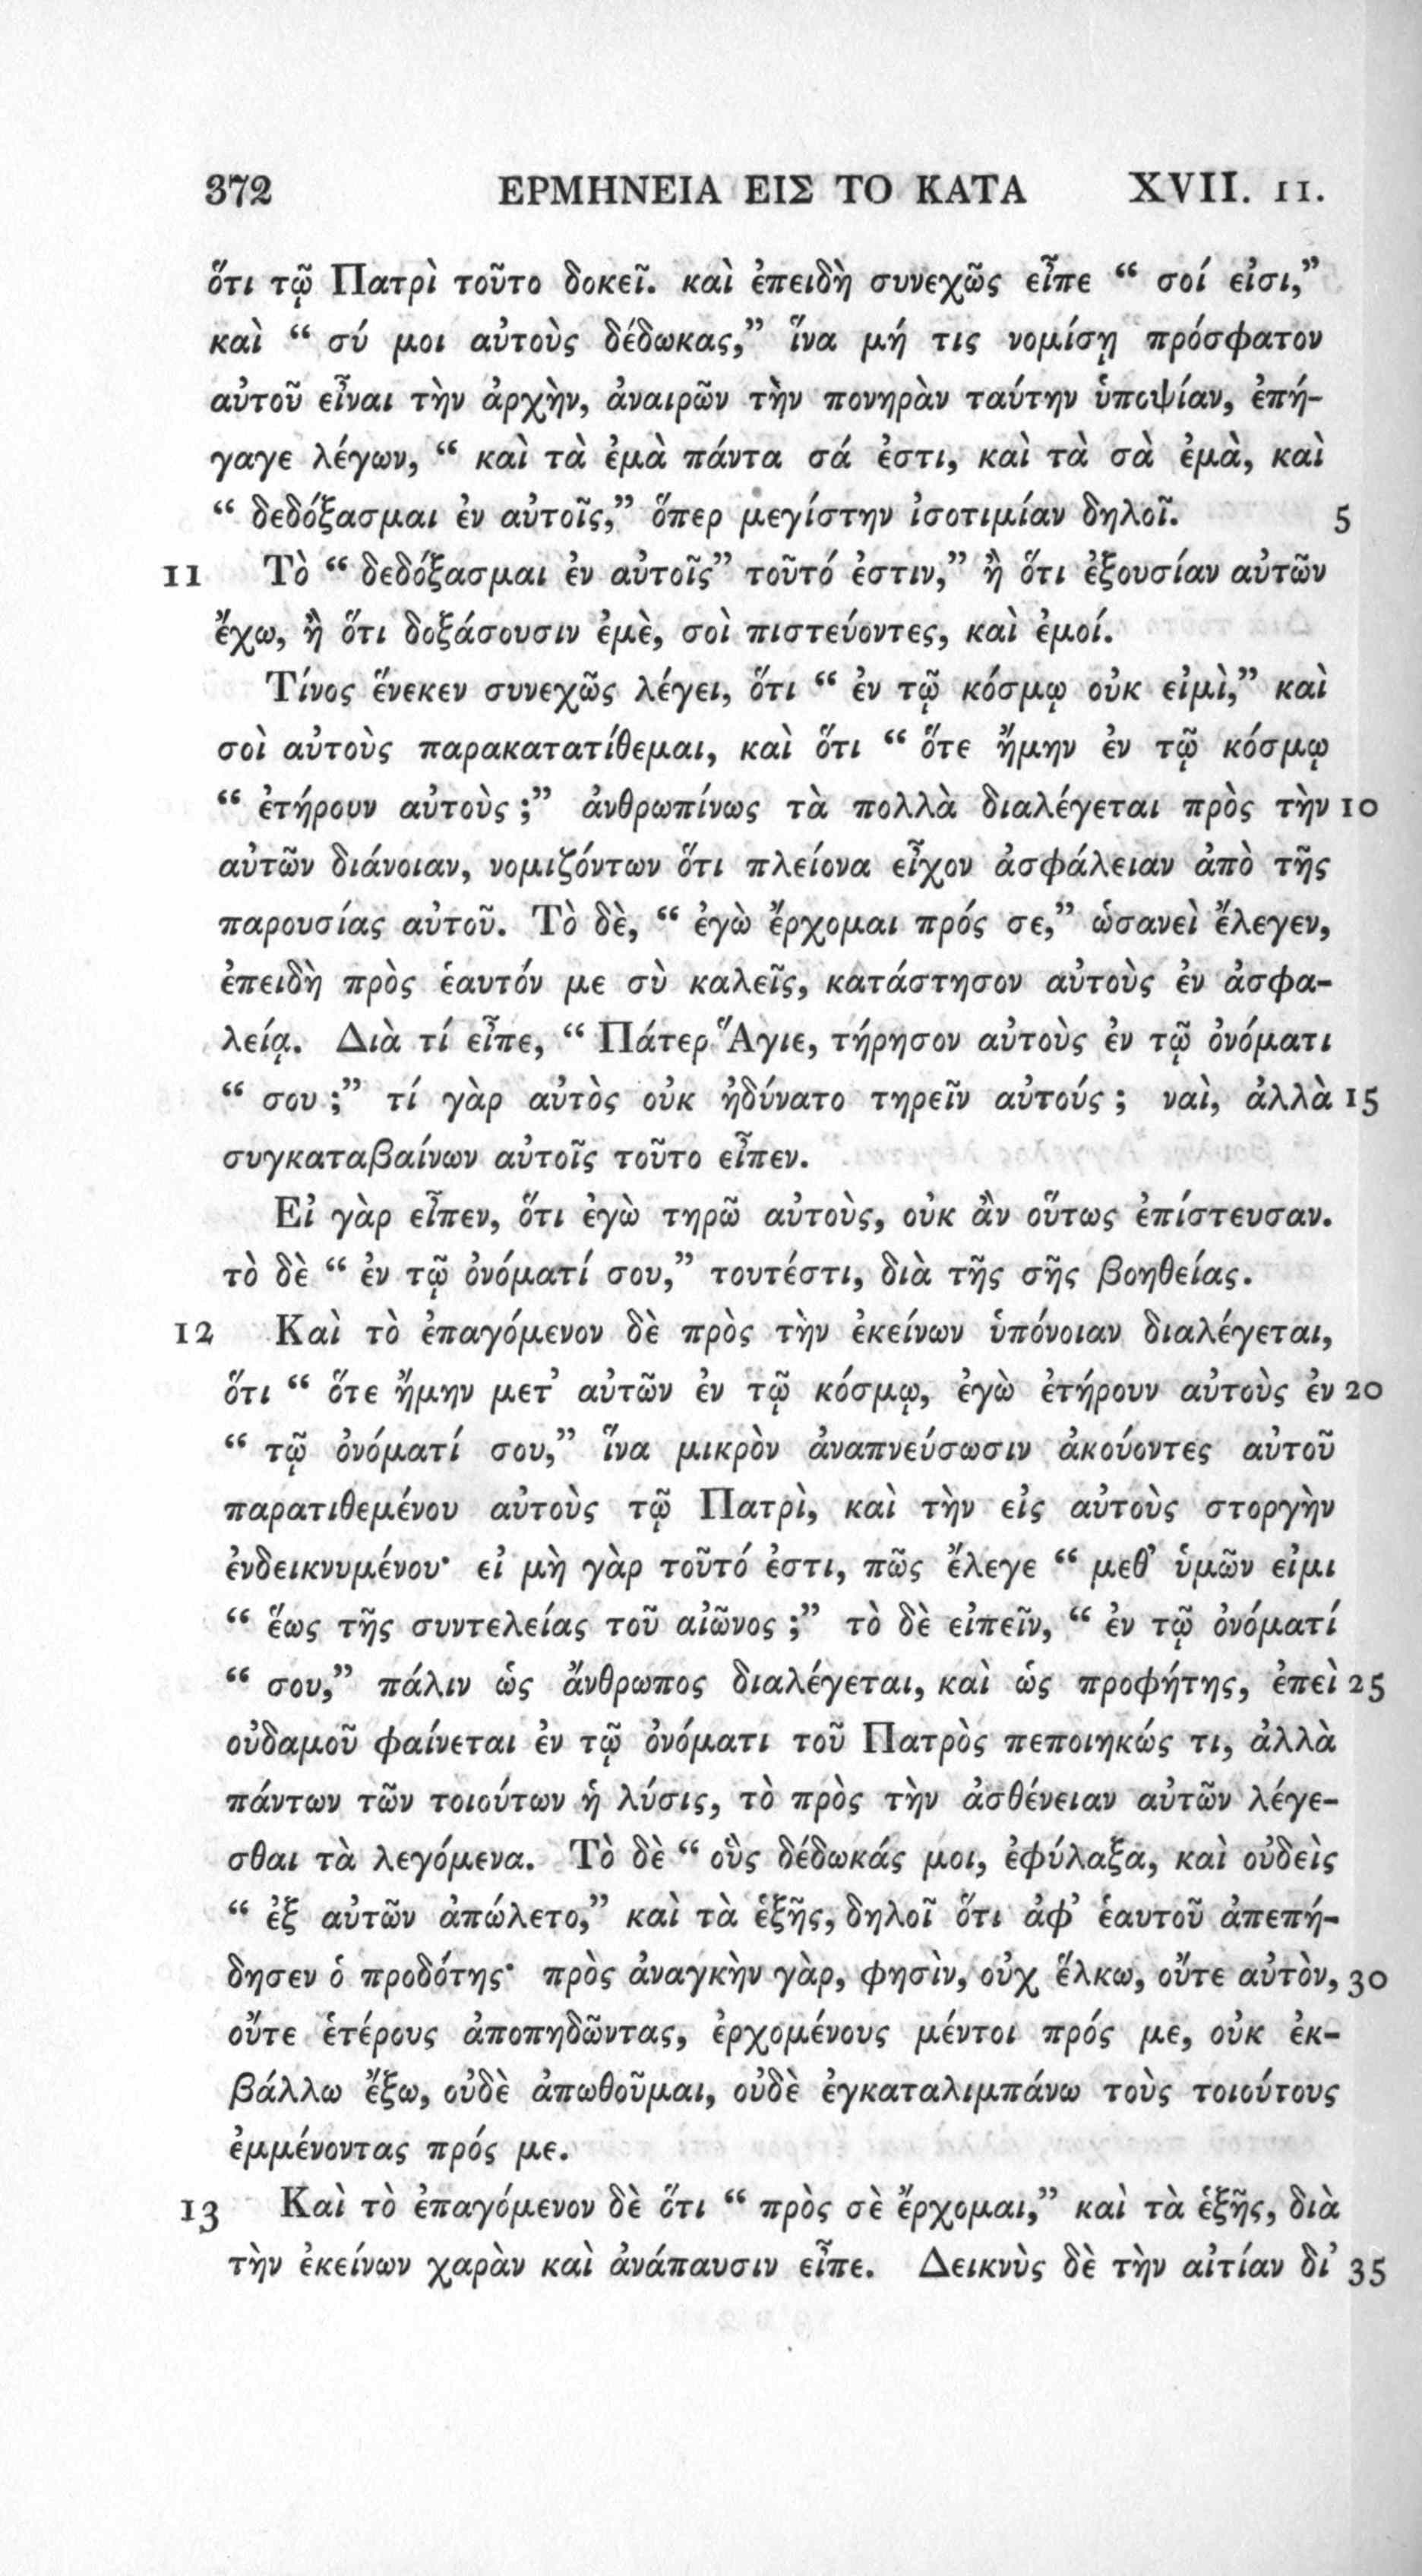 372 ΕΡΜΗΝΕΙΑ ΕΙΣ ΤΟ ΚΑΤΑ XVII. 11.
ὅτι τῷ Πατρὶ τοῦτο δοκεῖ. καὶ ἐπειδὴ συνεχῶς εἶπε “ σοί εἰσι,”
καὶ “ σύ μοι αὐτοὺς δέδωκας,” ἵνα μή τις νομίσῃ πρόσφατον
αὐτοῦ εἶναι τὴν ἀρχὴν, ἀναιρῶν τὴν πονηρὰν ταύτην ὑποψίαν, ἐπή-
γαγε λέγων, “ καὶ τὰ ἐμὰ πάντα σά ἐστι, καὶ τὰ σὰ ἐμὰ, καὶ
“ δεδόξασμαι ἐν αὐτοῖς,” ὅπερ μεγίστην ἰσοτιμίαν δηλοῖ. 5
11 Τὸ “ δεδόξασμαι ἐν αὐτοῖς” τοῦτό ἐστιν,” ἢ ὅτι ἐξουσίαν αὐτῶν
ἔχω, ἢ ὅτι δοξάσουσιν ἐμὲ, σοὶ πιστεύοντες, καὶ ἐμοί.
Τίνος ἕνεκεν συνεχῶς λέγει, ὅτι “ ἐν τῷ κόσμῳ οὐκ εἰμὶ,” καὶ
σοὶ αὐτοὺς παρακατατίθεμαι, καὶ ὅτι “ ὅτε ἤμην ἐν τῷ κόσμῳ
“ ἐτήρουν αὐτοὺς ;” ἀνθρωπίνως τὰ πολλὰ διαλέγεται πρὸς τὴν 10
αὐτῶν διάνοιαν, νομιζόντων ὅτι πλείονα εἶχον ἀσφάλειαν ἀπὸ τῆς
παρουσίας αὐτοῦ. Τὸ δὲ, “ ἐγὼ ἔρχομαι πρός σε,” ὡσανεὶ ἔλεγεν,
ἐπειδὴ πρὸς ἑαυτόν με σὺ καλεῖς, κατάστησον αὐτοὺς ἐν ἀσφα-
λείᾳ. Διὰ τί εἶπε, “ Πάτερ Ἅγιε, τήρησον αὐτοὺς ἐν τῷ ὀνόματι
“ σου ;” τί γὰρ αὐτὸς οὐκ ἠδύνατο τηρεῖν αὐτούς ; ναὶ, ἀλλὰ 15
συγκαταβαίνων αὐτοῖς τοῦτο εἶπεν.
Εἰ γὰρ εἶπεν, ὅτι ἐγὼ τηρῶ αὐτοὺς, οὐκ ἂν οὕτως ἐπίστευσαν.
τὸ δὲ “ ἐν τῷ ὀνόματί σου,” τουτέστι, διὰ τῆς σῆς βοηθείας.
12 Καὶ τὸ ἐπαγόμενον δὲ πρὸς τὴν ἐκείνων ὑπόνοιαν διαλέγεται,
ὅτι “ ὅτε ἤμην μετ’ αὐτῶν ἐν τῷ κόσμῳ, ἐγὼ ἐτήρουν αὐτοὺς ἐν 20
“ τῷ ὀνόματί σου,” ἵνα μικρὸν ἀναπνεύσωσιν ἀκούοντες αὐτοῦ
παρατιθεμένου αὐτοὺς τῷ Πατρὶ, καὶ τὴν εἰς αὐτοὺς στοργὴν
ἐνδεικνυμένου· εἰ μὴ γὰρ τοῦτό ἐστι, πῶς ἔλεγε “ μεθ’ ὑμῶν εἰμι
“ ἕως τῆς συντελείας τοῦ αἰῶνος ;” τὸ δὲ εἰπεῖν, “ ἐν τῷ ὀνόματί
“ σου,” πάλιν ὡς ἄνθρωπος διαλέγεται, καὶ ὡς προφήτης, ἐπεὶ 25
οὐδαμοῦ φαίνεται ἐν τῷ ὀνόματι τοῦ Πατρὸς πεποιηκώς τι, ἀλλὰ
πάντων τῶν τοιούτων ἡ λύσις, τὸ πρὸς τὴν ἀσθένειαν αὐτῶν λέγε-
σθαι τὰ λεγόμενα. Τὸ δὲ “ οὓς δέδωκάς μοι, ἐφύλαξα, καὶ οὐδεὶς
“ ἐξ αὐτῶν ἀπώλετο,” καὶ τὰ ἑξῆς, δηλοῖ ὅτι ἀφ’ ἑαυτοῦ ἀπεπή-
δησεν ὁ προδότης· πρὸς ἀναγκὴν γὰρ, φησὶν, οὐχ ἕλκω, οὔτε αὐτὸν, 30
οὔτε ἑτέρους ἀποπηδῶντας, ἐρχομένους μέντοι πρός με, οὐκ ἐκ-
βάλλω ἔξω, οὐδὲ ἀπωθοῦμαι, οὐδὲ ἐγκαταλιμπάνω τοὺς τοιούτους
ἐμμένοντας πρός με.
13 Καὶ τὸ ἐπαγόμενον δὲ ὅτι “ πρὸς σὲ ἔρχομαι,” καὶ τὰ ἑξῆς, διὰ
τὴν ἐκείνων χαρὰν καὶ ἀνάπαυσιν εἶπε. Δεικνὺς δὲ τὴν αἰτίαν δι’ 35